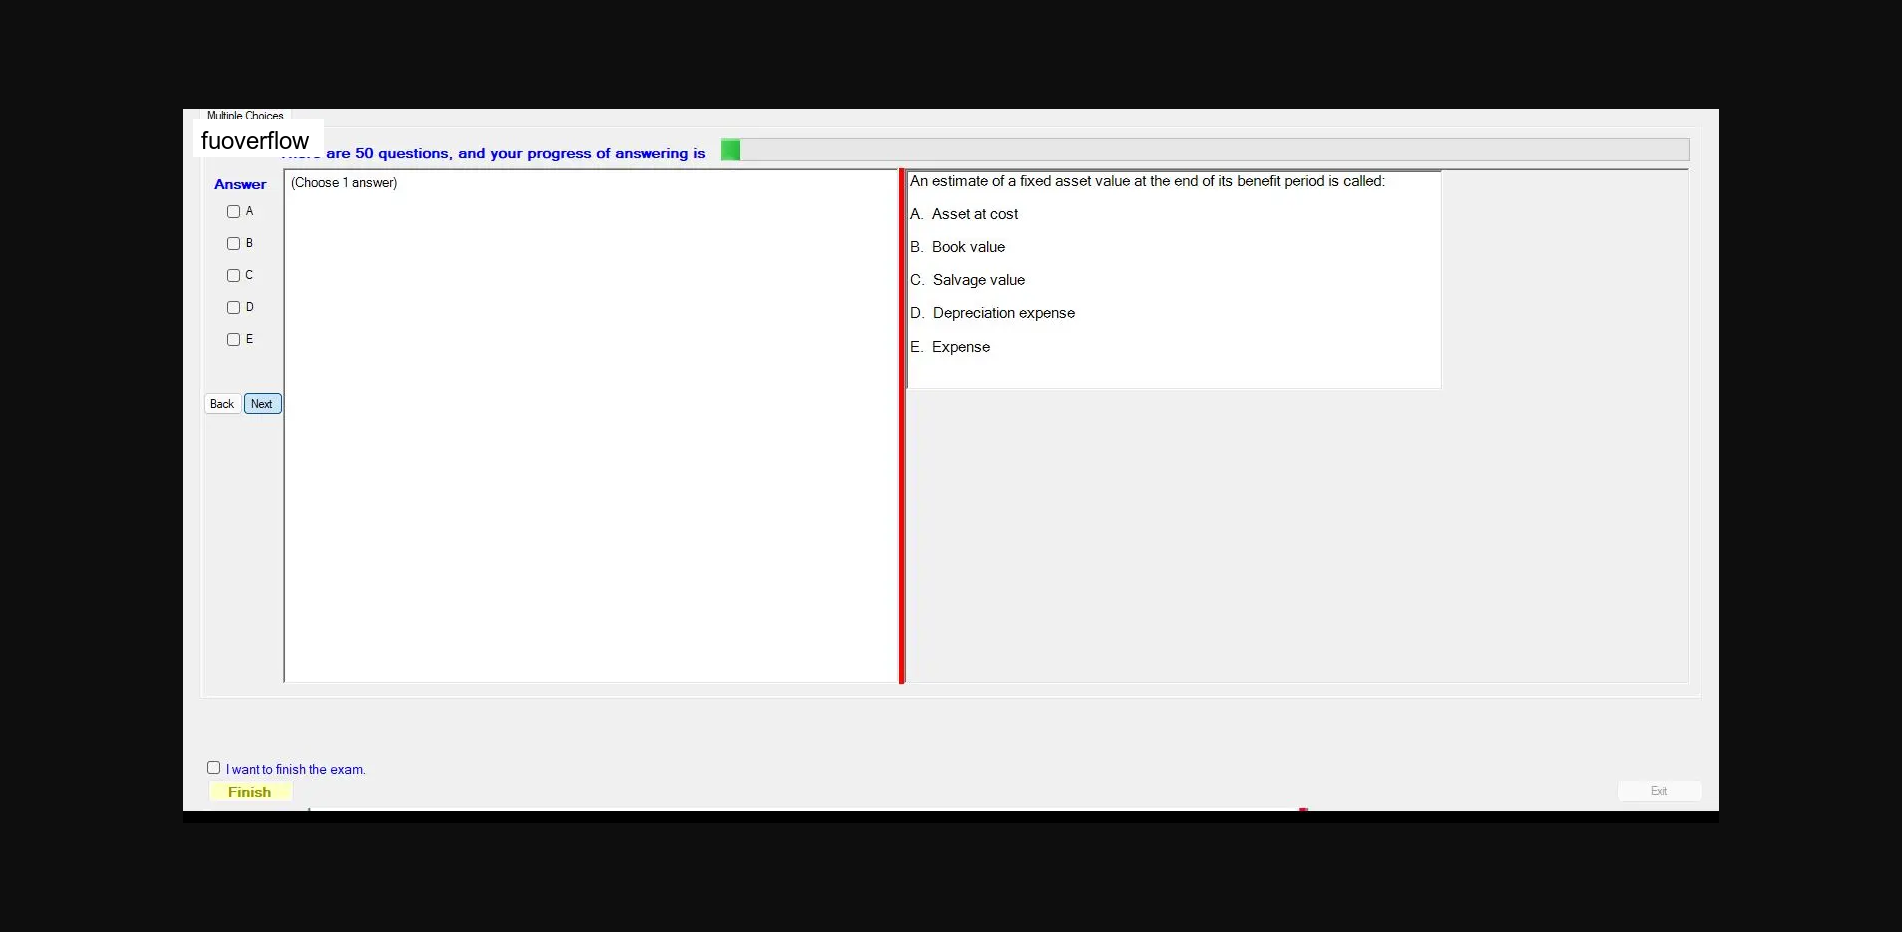 Multiple Choices
fuoverflow
are 50 questions, and your progress of answering is
Answer
(Choose 1 answer)
A
B
C
D
E
Back Next
An estimate of a fixed asset value at the end of its benefit period is called:
A. Asset at cost
B. Book value
C. Salvage value
D. Depreciation expense
E. Expense
I want to finish the exam.
Finish
Exit